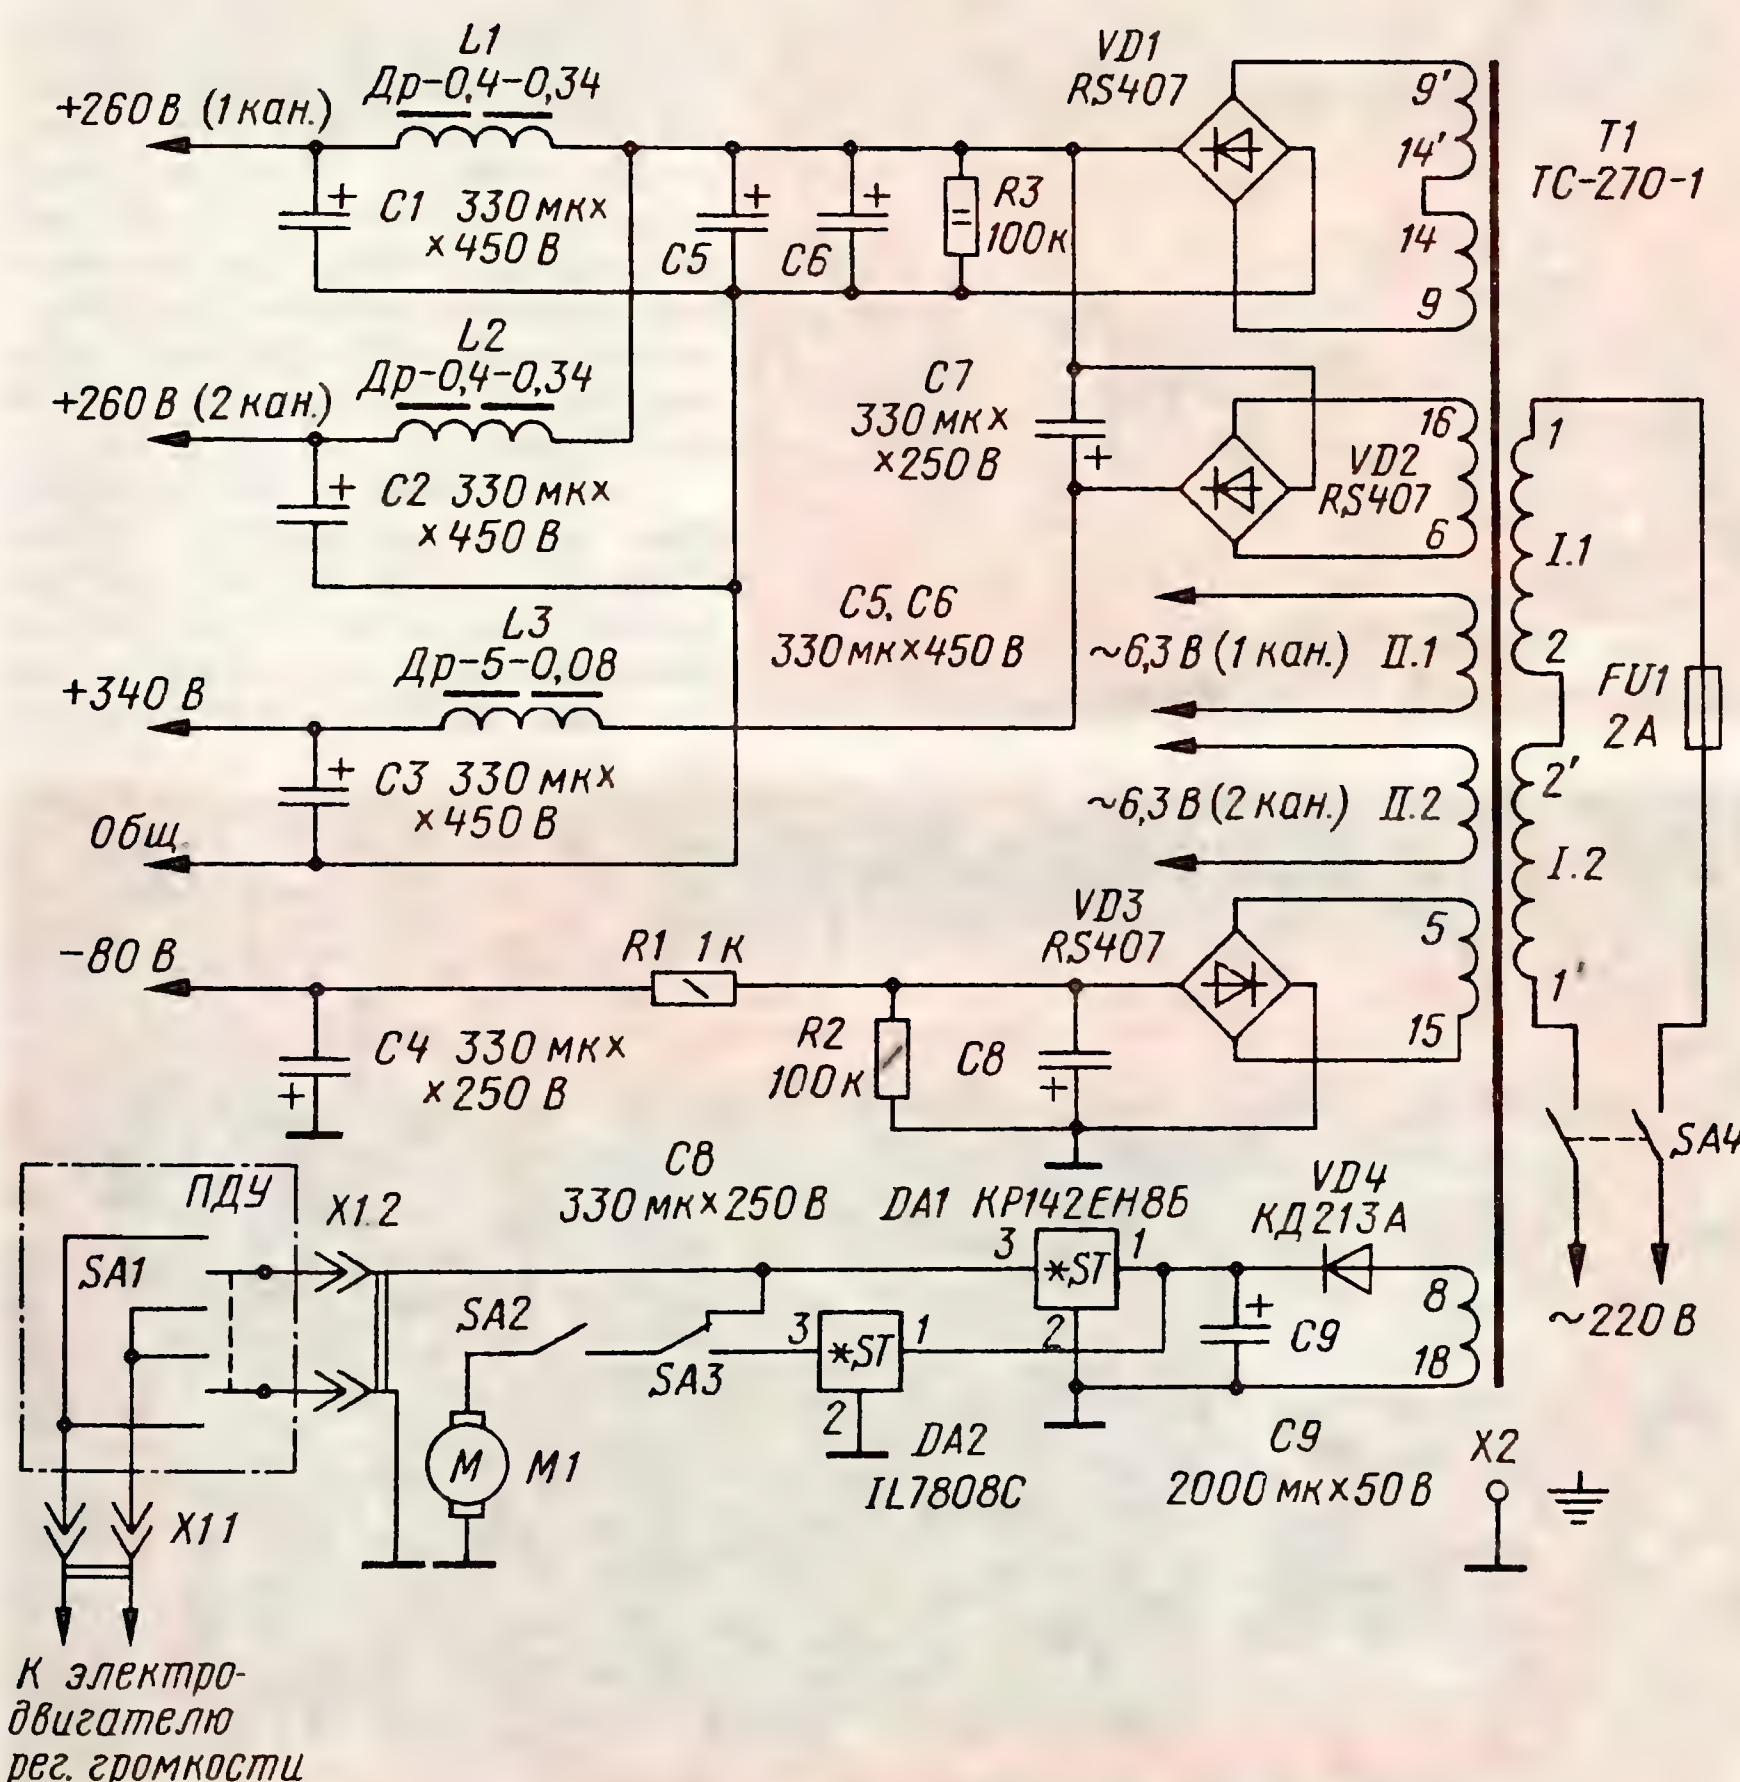 L1
Др-0,4-0,34
+260 В (1 кан.)
VD1
RS407
9'
14'
14
9
T1
ТС-270-1
+
C1 330 мк×
×450 В
+
C5
+
C6
R3
100 к
L2
Др-0,4-0,34
+260 В (2 кан.)
+
C2 330 мк×
×450 В
C7
330 мк×
×250 В
+
16
VD2
RS407
6
1
I.1
2
L3
Др-5-0,08
+340 В
C5, C6
330 мк×450 В
~6,3 В (1 кан.) II.1
FU1
2 А
+
C3 330 мк×
×450 В
Общ.
~6,3 В (2 кан.) II.2
2'
I.2
1'
-80 В
R1 1 к
VD3
RS407
5
15
C4 330 мк×
×250 В
+
R2
100 к
C8
+
SA4
ПДУ
X1.2
C8
330 мк×250 В
DA1 КР142ЕН8Б
VD4
КД213А
SA1
3
*ST
1
2
SA2
SA3
3
*ST
1
2
+
C9
8
18
~220 В
М
M1
DA2
IL7808C
C9
2000 мк×50 В
X2
X1 1
К электро-
двигателю
рег. громкости